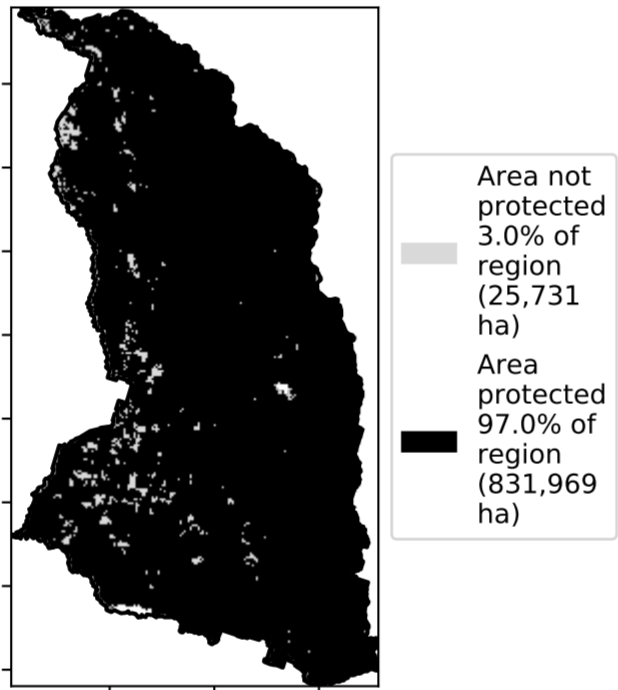 Area not
protected
3.0% of
region
(25,731
ha)
Area
protected
97.0% of
region
(831,969
ha)